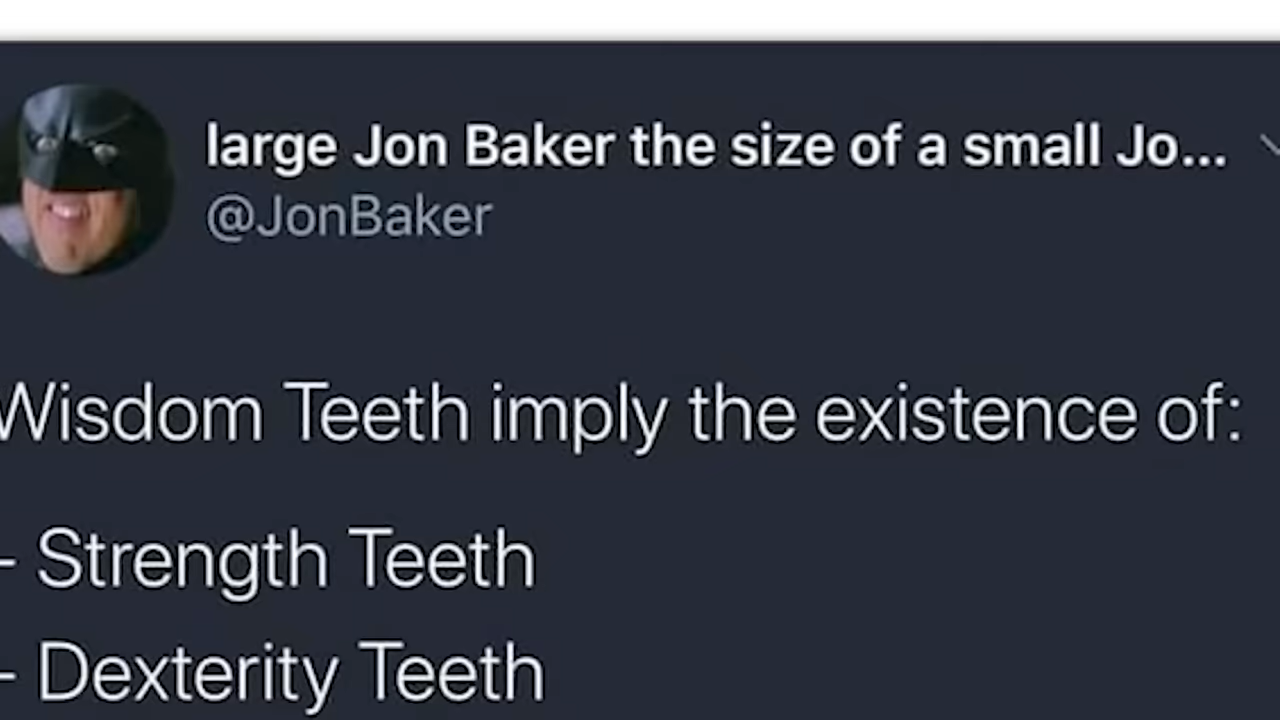 large Jon Baker the size of a small Jo...
@JonBaker
Wisdom Teeth imply the existence of:
- Strength Teeth
- Dexterity Teeth